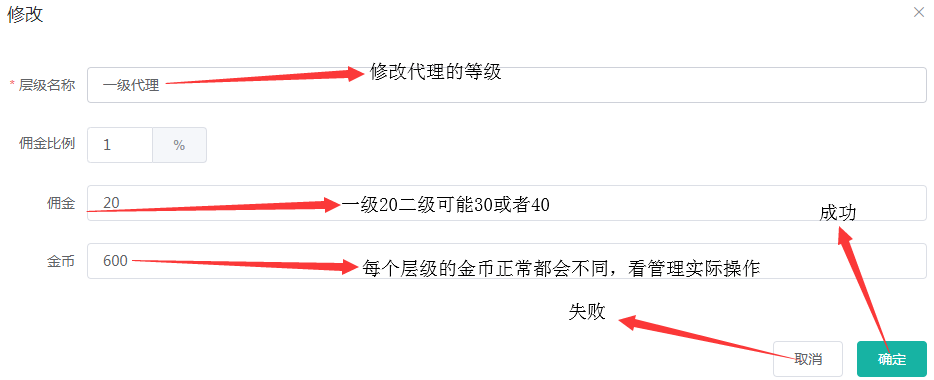 修改
* 层级名称 一级代理 修改代理的等级
佣金比例 1 %
佣金 20 一级20二级可能30或者40
成功
金币 600 每个层级的金币正常都会不同，看管理实际操作
失败
取消 确定